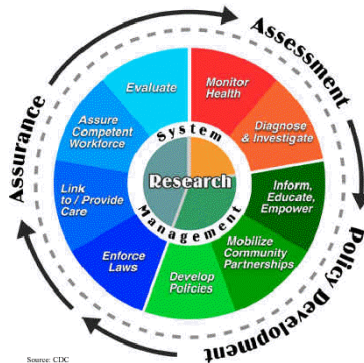 Assessment
Policy Development
Assurance
Monitor
Health
Diagnose
& Investigate
Inform,
Educate,
Empower
Mobilize
Community
Partnerships
Develop
Policies
Enforce
Laws
Link
to / Provide
Care
Assure
Competent
Workforce
Evaluate
System
Management
Research
Source: CDC